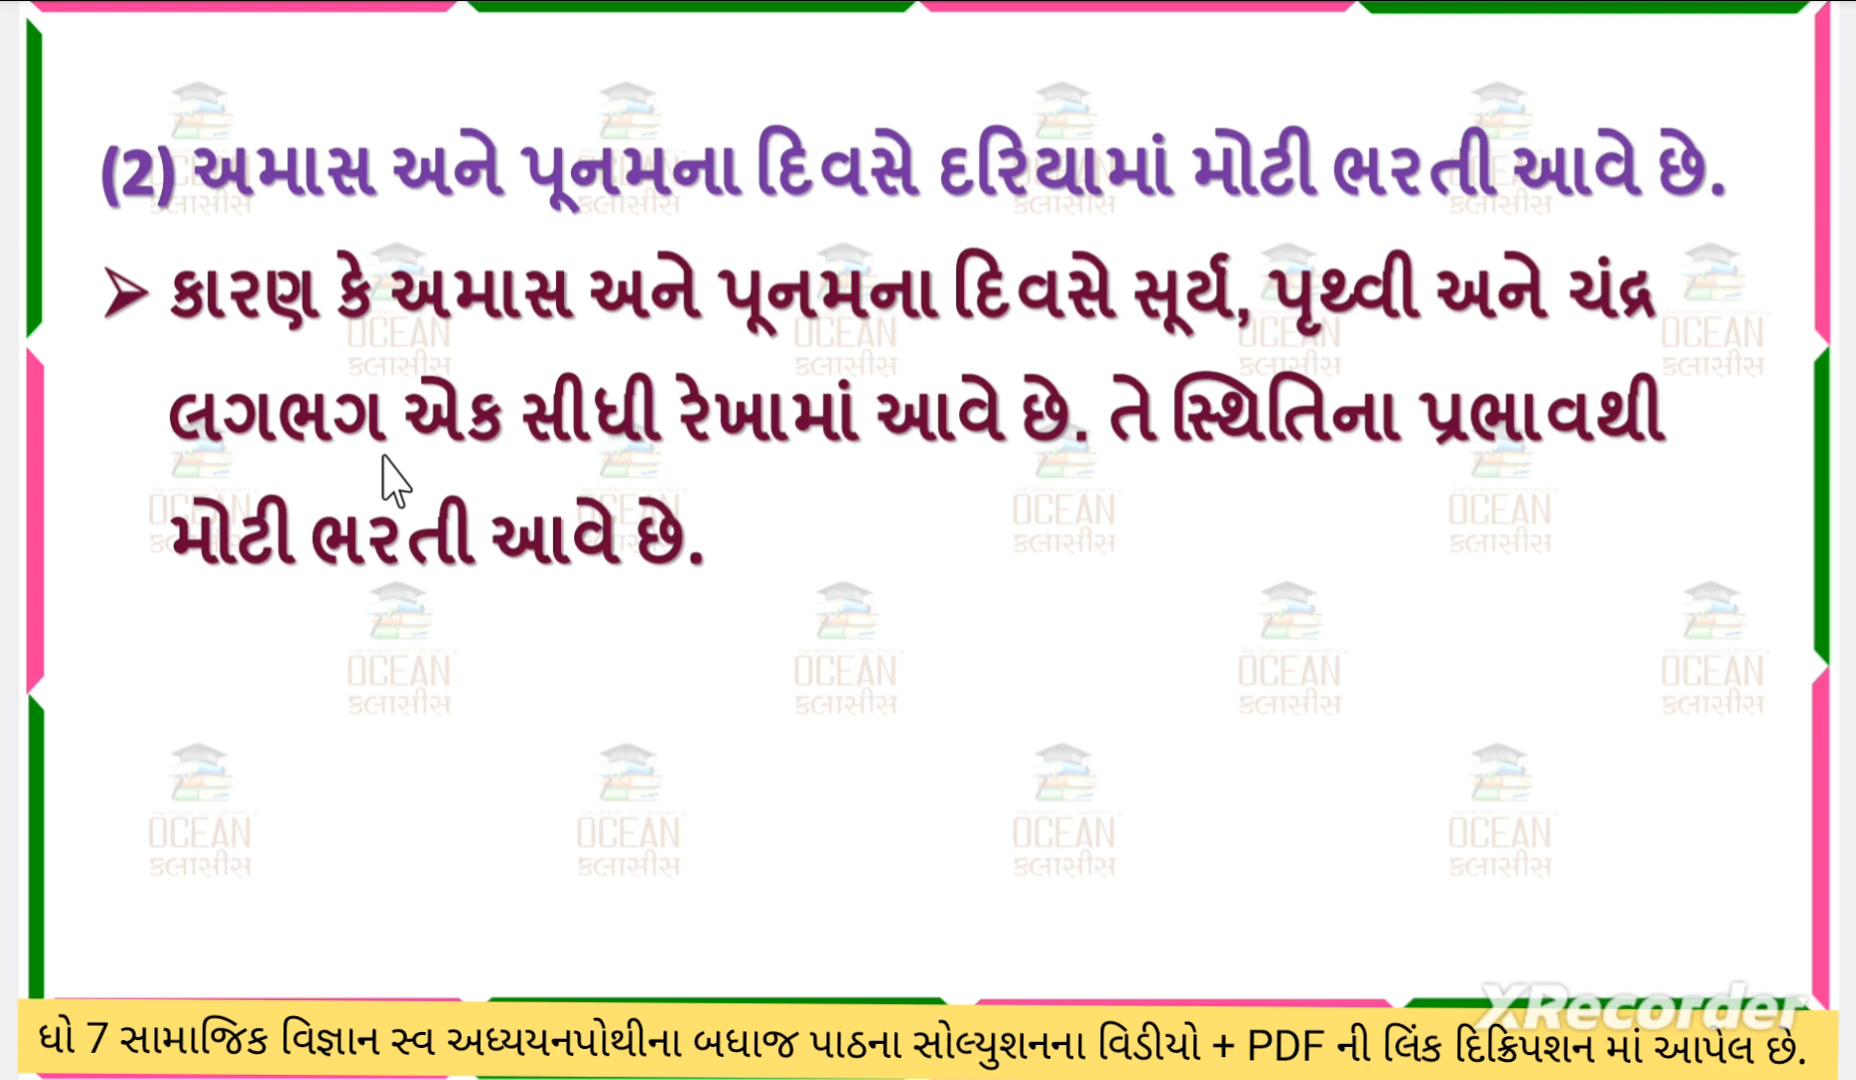 (2) અમાસ અને પૂનમના દિવસે દરિયામાં મોટી ભરતી આવે છે.
➢ કારણ કે અમાસ અને પૂનમના દિવસે સૂર્ય, પૃથ્વી અને ચંદ્ર
લગભગ એક સીધી રેખામાં આવે છે. તે સ્થિતિના પ્રભાવથી
મોટી ભરતી આવે છે.
OCEAN
ક્લાસીસ
XRecorder
ધો 7 સામાજિક વિજ્ઞાન સ્વ અધ્યયનપોથીના બધાજ પાઠના સોલ્યુશનના વિડીયો + PDF ની લિંક દિક્રિપશન માં આપેલ છે.